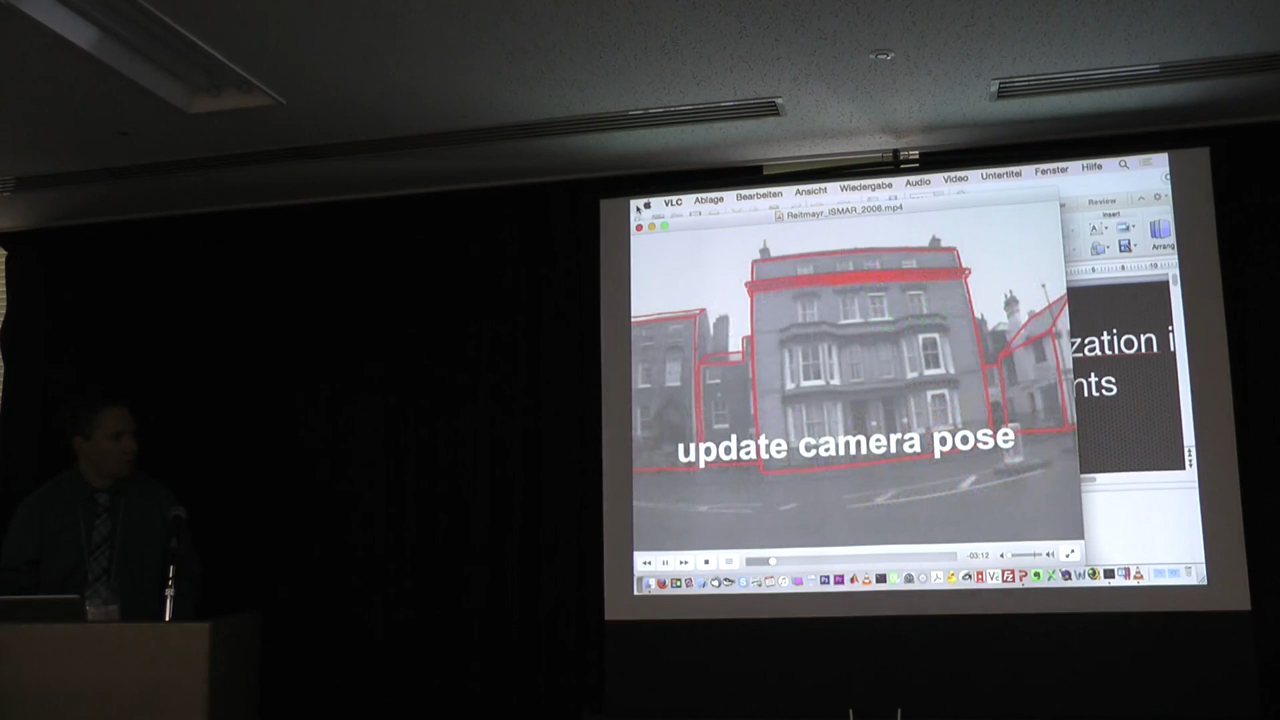 VLC Ablage Bearbeiten Ansicht Wiedergabe Audio Video Untertitel Fenster Hilfe
Reitmayr_ISMAR_2006.mp4
Review
Insert
Arrang
zation i
nts
update camera pose
-03:12